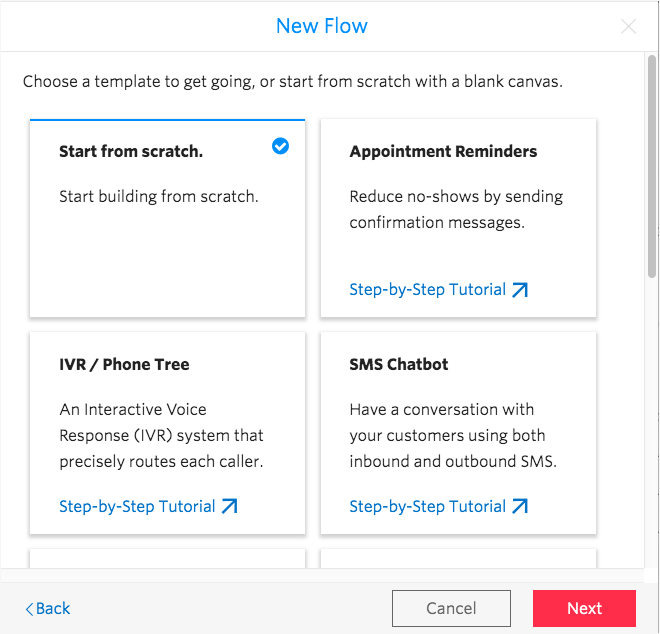 New Flow
Choose a template to get going, or start from scratch with a blank canvas.
Start from scratch.
Start building from scratch.
Appointment Reminders
Reduce no-shows by sending
confirmation messages.
Step-by-Step Tutorial
IVR / Phone Tree
An Interactive Voice
Response (IVR) system that
precisely routes each caller.
Step-by-Step Tutorial
SMS Chatbot
Have a conversation with
your customers using both
inbound and outbound SMS.
Step-by-Step Tutorial
Back
Cancel
Next